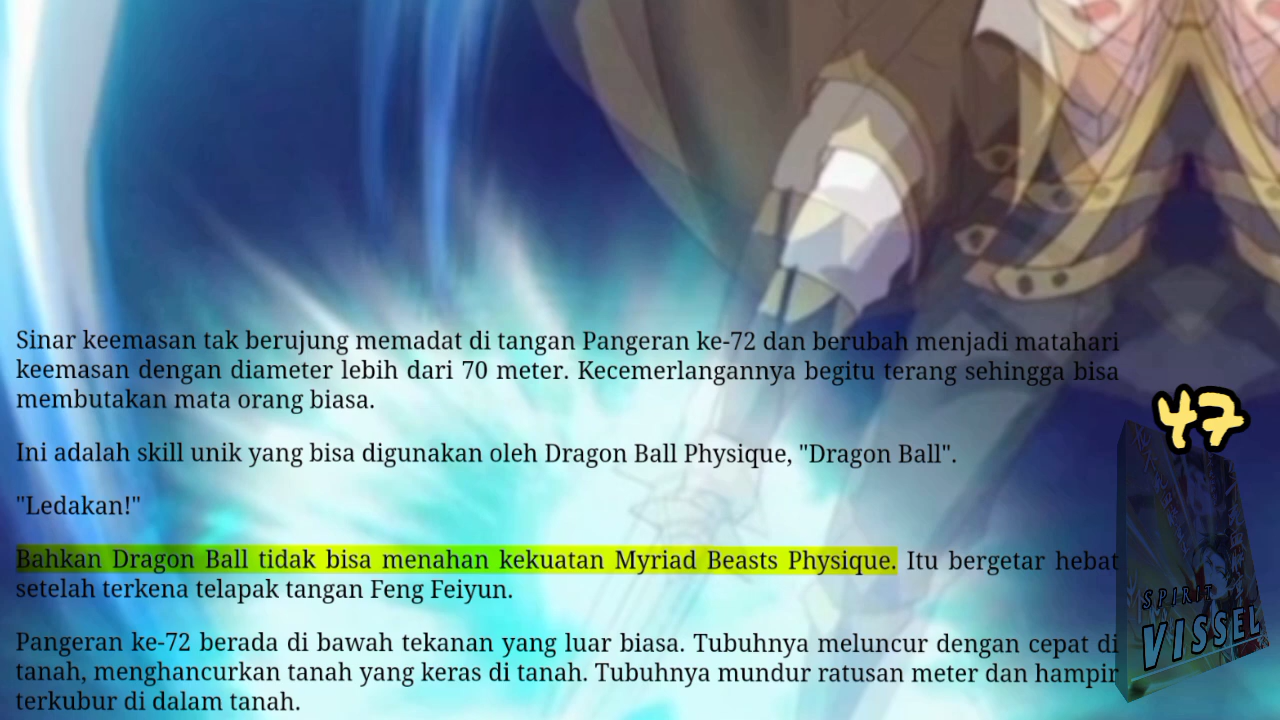 Sinar keemasan tak berujung memadat di tangan Pangeran ke-72 dan berubah menjadi matahari
keemasan dengan diameter lebih dari 70 meter. Kecemerlangannya begitu terang sehingga bisa
membutakan mata orang biasa.
Ini adalah skill unik yang bisa digunakan oleh Dragon Ball Physique, "Dragon Ball".
"Ledakan!"
Bahkan Dragon Ball tidak bisa menahan kekuatan Myriad Beasts Physique. Itu bergetar hebat
setelah terkena telapak tangan Feng Feiyun.
Pangeran ke-72 berada di bawah tekanan yang luar biasa. Tubuhnya meluncur dengan cepat di
tanah, menghancurkan tanah yang keras di tanah. Tubuhnya mundur ratusan meter dan hampir
terkubur di dalam tanah.
47
SPIRIT
VISSEL